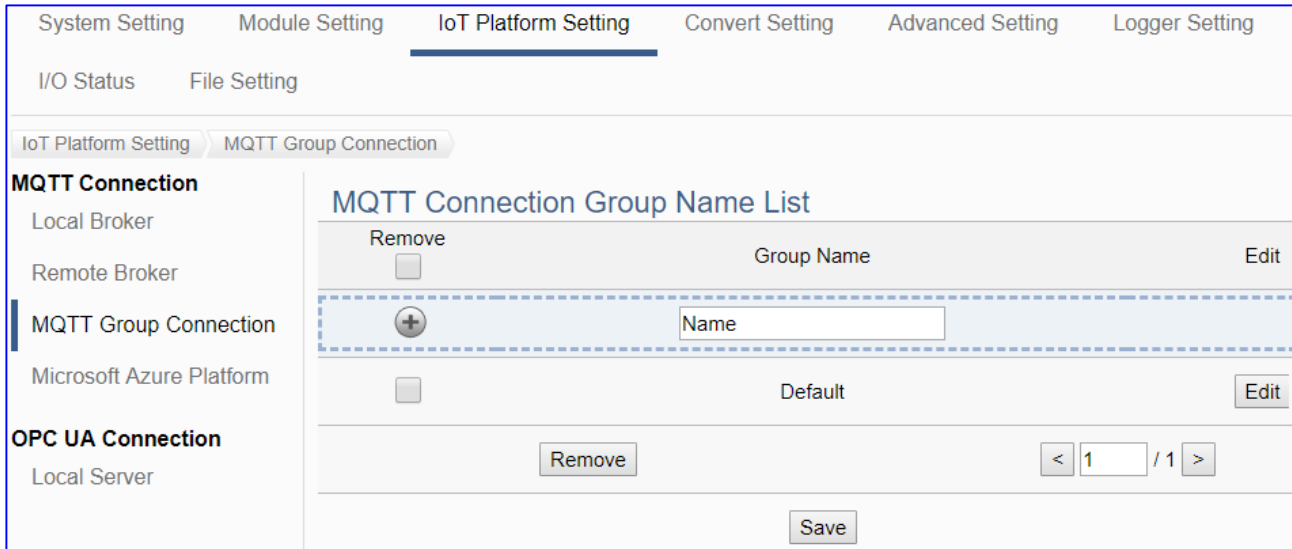 System Setting Module Setting IoT Platform Setting Convert Setting Advanced Setting Logger Setting
I/O Status File Setting
IoT Platform Setting MQTT Group Connection
MQTT Connection
Local Broker
Remote Broker
MQTT Group Connection
Microsoft Azure Platform
OPC UA Connection
Local Server
MQTT Connection Group Name List
Remove Group Name Edit
Name
Default Edit
Remove < 1 / 1 >
Save